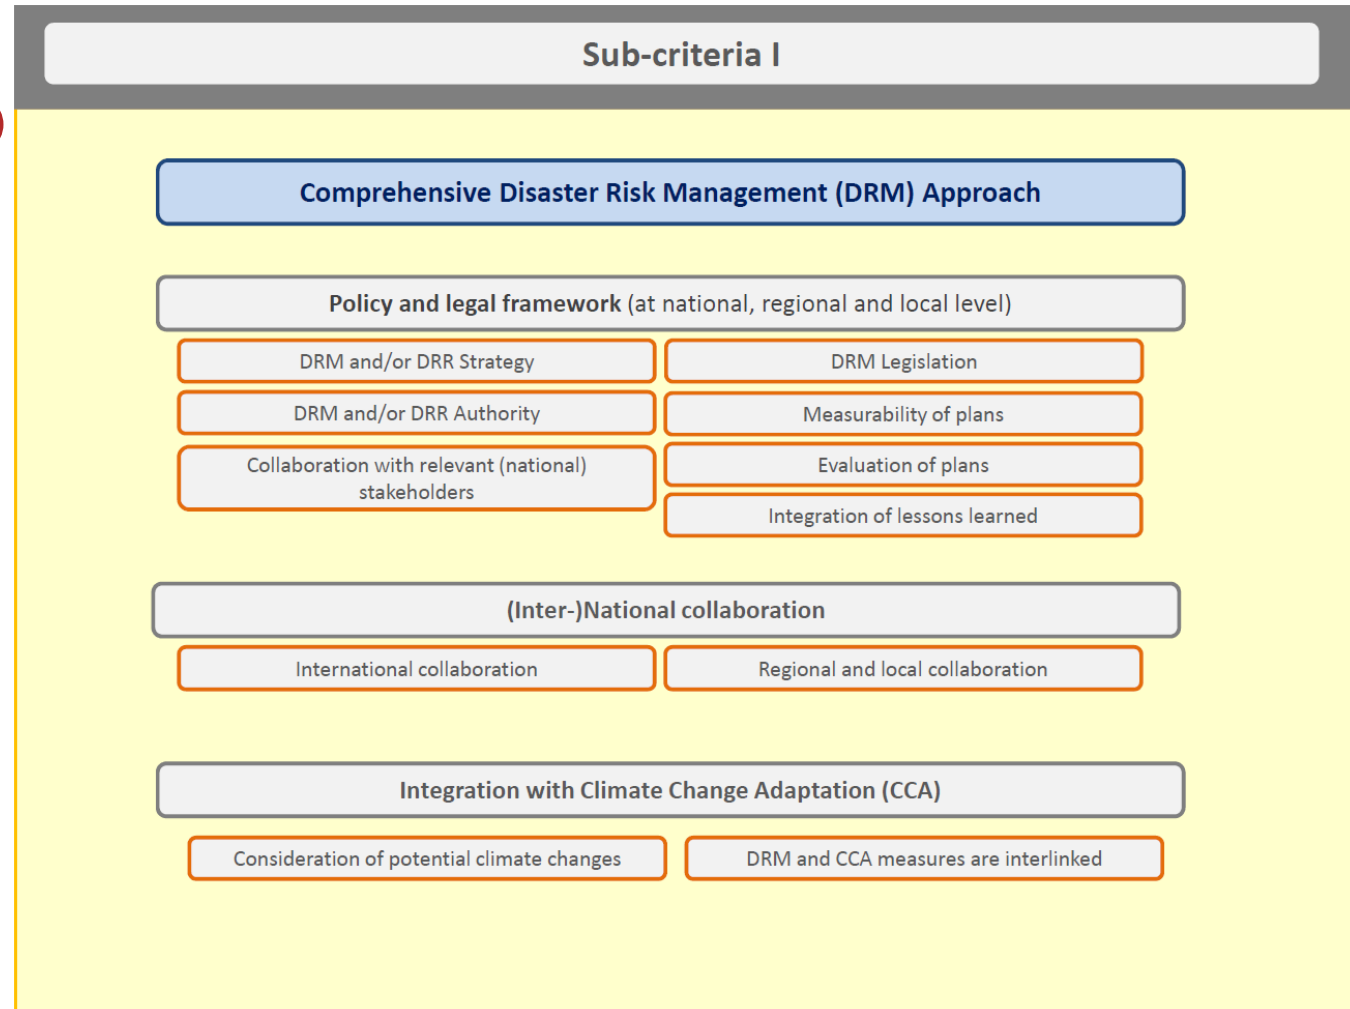 Sub-criteria I
Comprehensive Disaster Risk Management (DRM) Approach
Policy and legal framework (at national, regional and local level)
DRM and/or DRR Strategy
DRM Legislation
DRM and/or DRR Authority
Measurability of plans
Collaboration with relevant (national)
stakeholders
Evaluation of plans
Integration of lessons learned
(Inter-)National collaboration
International collaboration
Regional and local collaboration
Integration with Climate Change Adaptation (CCA)
Consideration of potential climate changes
DRM and CCA measures are interlinked